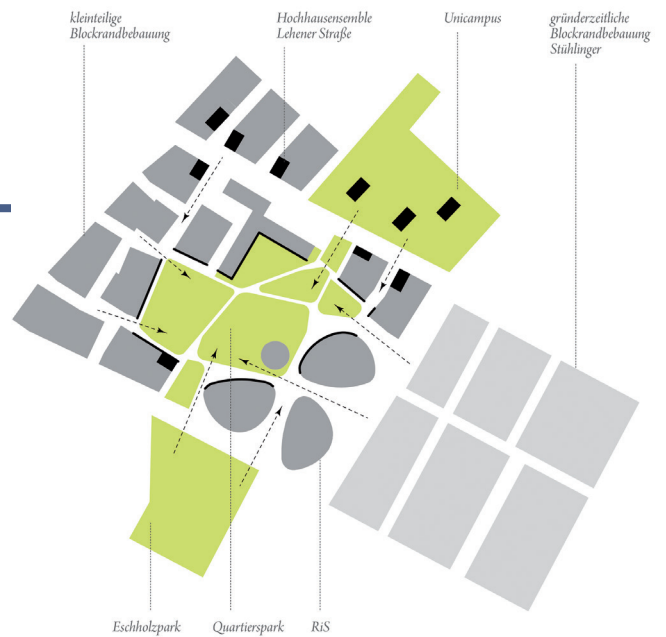 kleinteilige
Blockrandbebauung
Hochhausensemble
Lehener Straße
Unicampus
gründerzeitliche
Blockrandbebauung
Stühlinger
Eschholzpark
Quartierspark
RiS